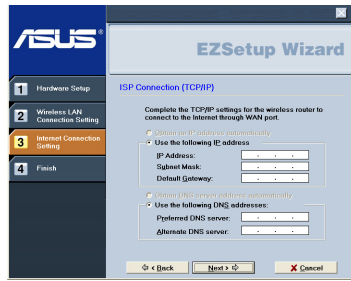 ASUS
EZSetup Wizard
1 Hardware Setup
2 Wireless LAN
Connection Setting
3 Internet Connection
Setting
4 Finish
ISP Connection (TCP/IP)
Complete the TCP/IP settings for the wireless router to
connect to the Internet through WAN port.
Obtain an IP address automatically
Use the following IP address
IP Address:
Subnet Mask:
Default Gateway:
Obtain DNS server address automatically
Use the following DNS addresses:
Preferred DNS server:
Alternate DNS server:
< Back
Next >
Cancel